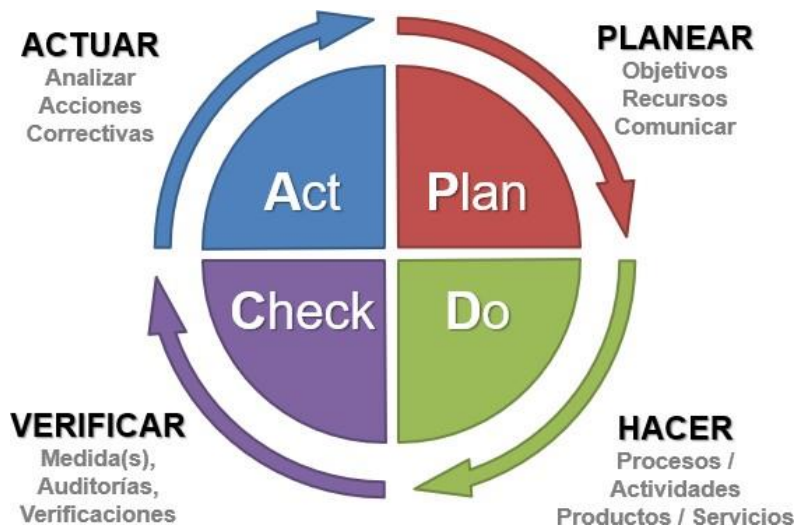 ACTUAR
Analizar
Acciones
Correctivas
PLANEAR
Objetivos
Recursos
Comunicar
Act
Plan
Check
Do
VERIFICAR
Medida(s),
Auditorías,
Verificaciones
HACER
Procesos /
Actividades
Productos / Servicios